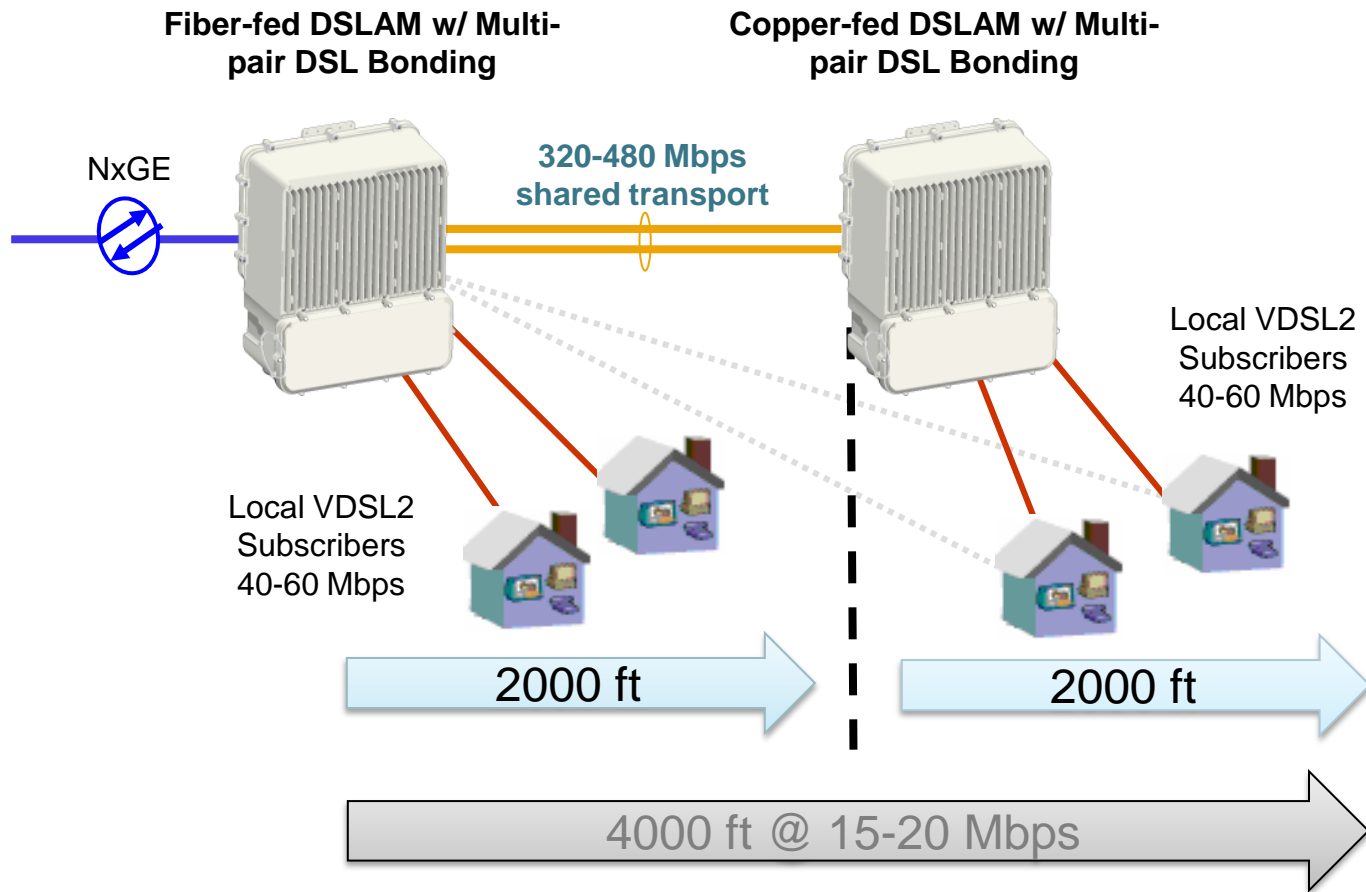 Fiber-fed DSLAM w/ Multi-
pair DSL Bonding
Copper-fed DSLAM w/ Multi-
pair DSL Bonding
NxGE
320-480 Mbps
shared transport
Local VDSL2
Subscribers
40-60 Mbps
Local VDSL2
Subscribers
40-60 Mbps
2000 ft
2000 ft
4000 ft @ 15-20 Mbps